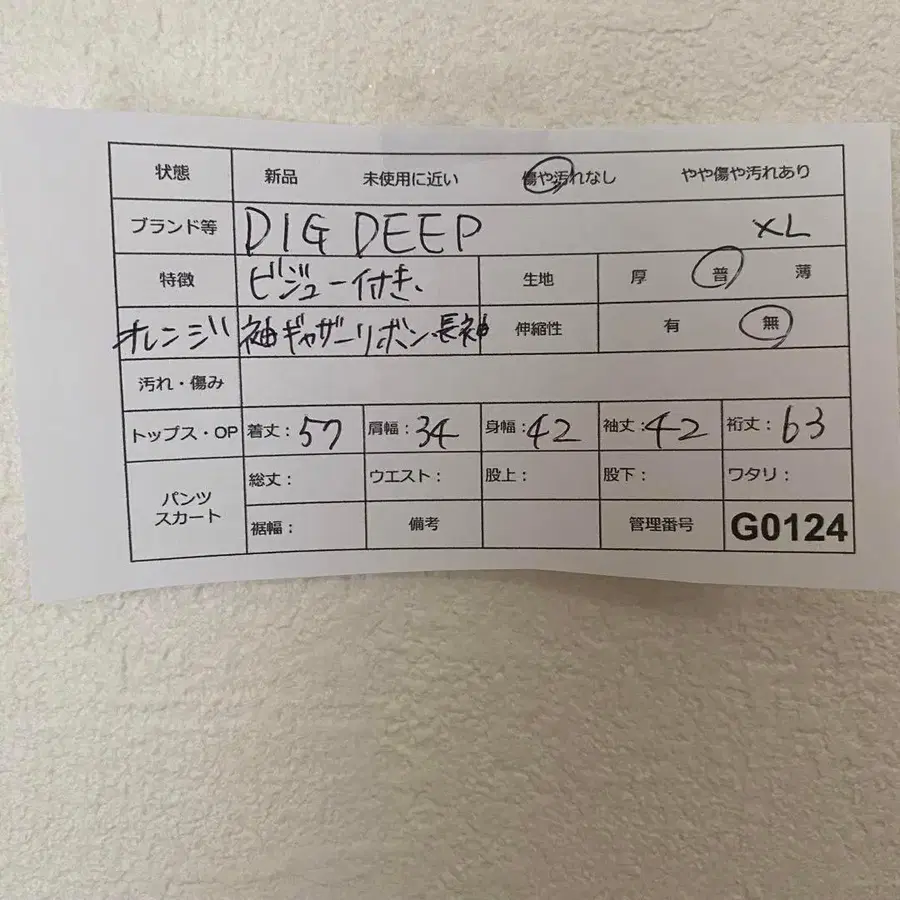 状態 新品 未使用に近い 傷や汚れなし やや傷や汚れあり
ブランド等 DIG DEEP XL
特徴 ビジュー付き、 生地 厚 普 薄
オレンジ 袖ギャザーリボン長袖 伸縮性 有 無
汚れ・傷み
トップス・OP 着丈：57 肩幅：34 身幅：42 袖丈：42 裄丈：63
パンツ スカート 総丈： ウエスト： 股上： 股下： ワタリ：
裾幅： 備考 管理番号 G0124